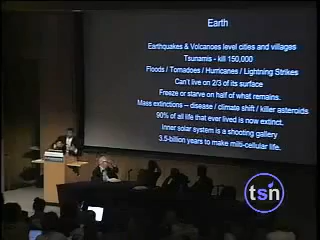 Earth
Earthquakes & Volcanoes level cities and villages
Tsunamis - kill 150,000
Floods / Tornadoes / Hurricanes / Lightning Strikes
Can't live on 2/3 of its surface
Freeze or starve on half of what remains.
Mass extinctions -- disease / climate shift / killer asteroids
90% of all life that ever lived is now extinct.
Inner solar system is a shooting gallery
3.5-billion years to make multi-cellular life.
tsn